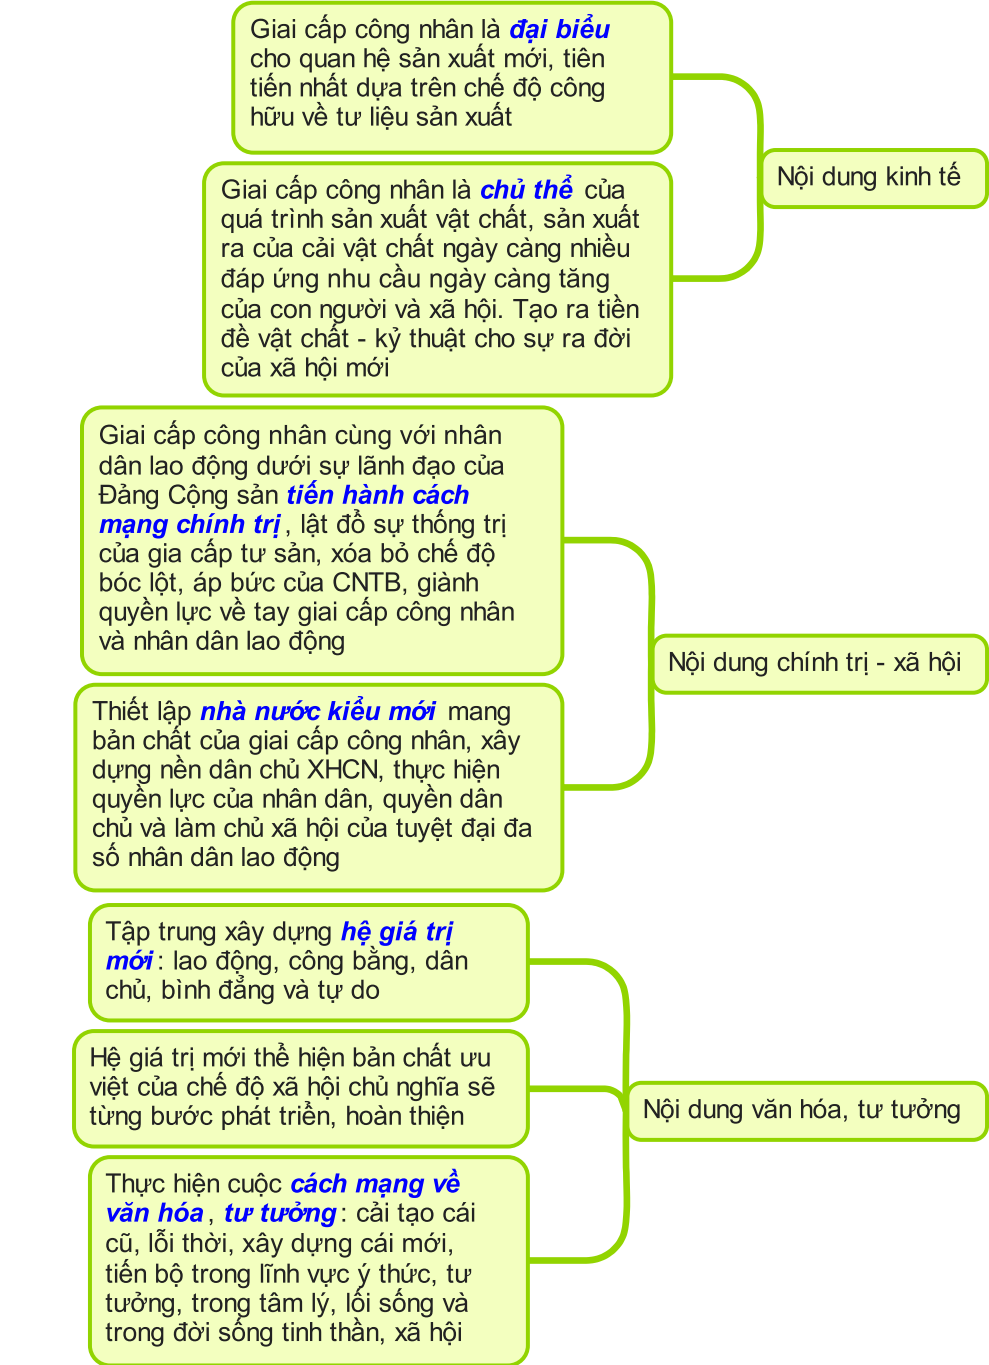 Giai cấp công nhân là đại biểu
cho quan hệ sản xuất mới, tiên
tiến nhất dựa trên chế độ công
hữu về tư liệu sản xuất
Nội dung kinh tế
Giai cấp công nhân là chủ thể của
quá trình sản xuất vật chất, sản xuất
ra của cải vật chất ngày càng nhiều
đáp ứng nhu cầu ngày càng tăng
của con người và xã hội. Tạo ra tiền
đề vật chất - kỷ thuật cho sự ra đời
của xã hội mới
Giai cấp công nhân cùng với nhân
dân lao động dưới sự lãnh đạo của
Đảng Cộng sản tiến hành cách
mạng chính trị, lật đổ sự thống trị
của gia cấp tư sản, xóa bỏ chế độ
bóc lột, áp bức của CNTB, giành
quyền lực về tay giai cấp công nhân
và nhân dân lao động
Nội dung chính trị - xã hội
Thiết lập nhà nước kiểu mới mang
bản chất của giai cấp công nhân, xây
dựng nền dân chủ XHCN, thực hiện
quyền lực của nhân dân, quyền dân
chủ và làm chủ xã hội của tuyệt đại đa
số nhân dân lao động
Tập trung xây dựng hệ giá trị
mới: lao động, công bằng, dân
chủ, bình đẳng và tự do
Hệ giá trị mới thể hiện bản chất ưu
việt của chế độ xã hội chủ nghĩa sẽ
từng bước phát triển, hoàn thiện
Nội dung văn hóa, tư tưởng
Thực hiện cuộc cách mạng về
văn hóa, tư tưởng: cải tạo cái
cũ, lỗi thời, xây dựng cái mới,
tiến bộ trong lĩnh vực ý thức, tư
tưởng, trong tâm lý, lối sống và
trong đời sống tinh thần, xã hội